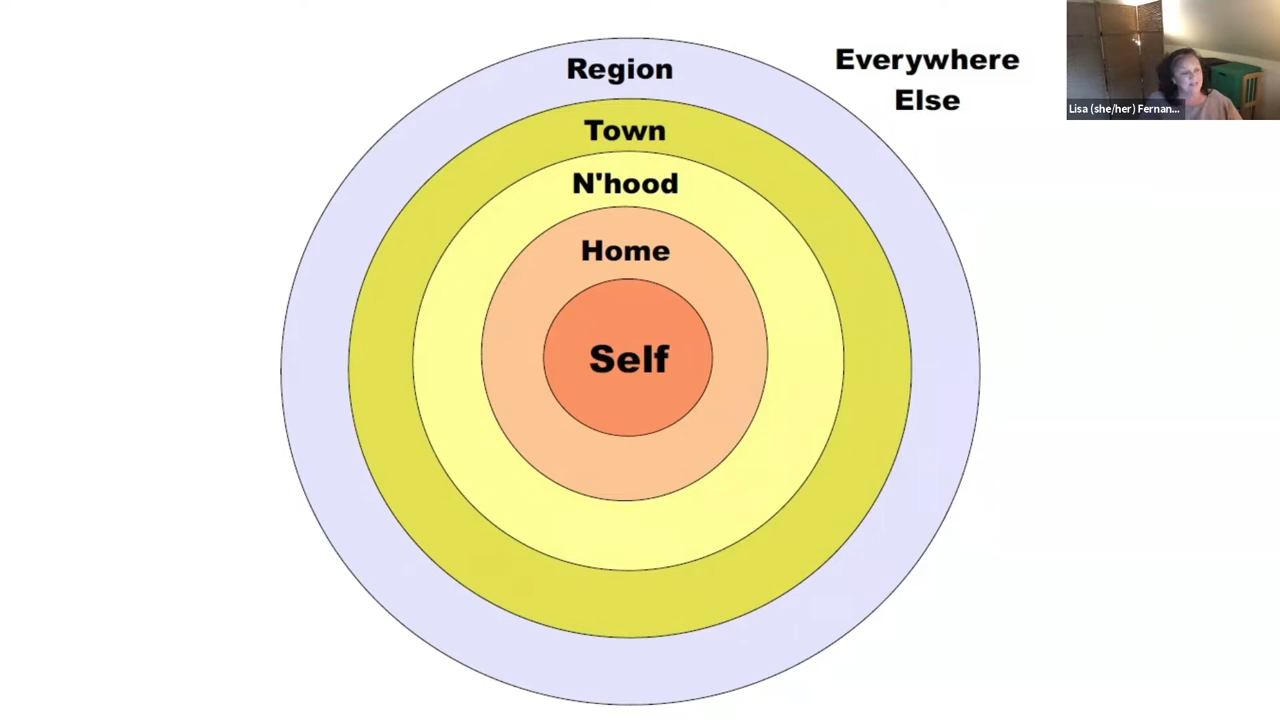 Region
Everywhere
Else
Town
N'hood
Home
Self
Lisa (she/her) Fernan...